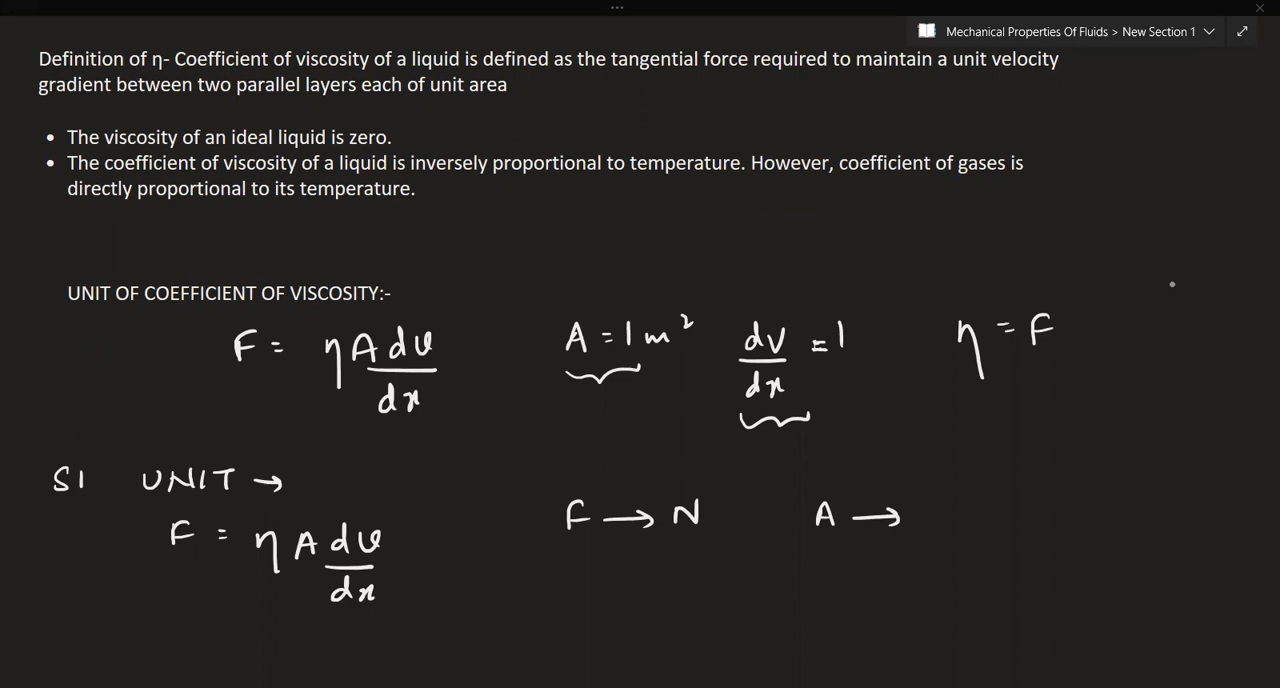 Mechanical Properties Of Fluids > New Section 1
Definition of η- Coefficient of viscosity of a liquid is defined as the tangential force required to maintain a unit velocity
gradient between two parallel layers each of unit area
• The viscosity of an ideal liquid is zero.
• The coefficient of viscosity of a liquid is inversely proportional to temperature. However, coefficient of gases is
directly proportional to its temperature.
UNIT OF COEFFICIENT OF VISCOSITY:-
F = ηA dv/dx A = 1 m² dv/dx = 1 η = F
SI UNIT →
F = η A dv/dx F → N A →